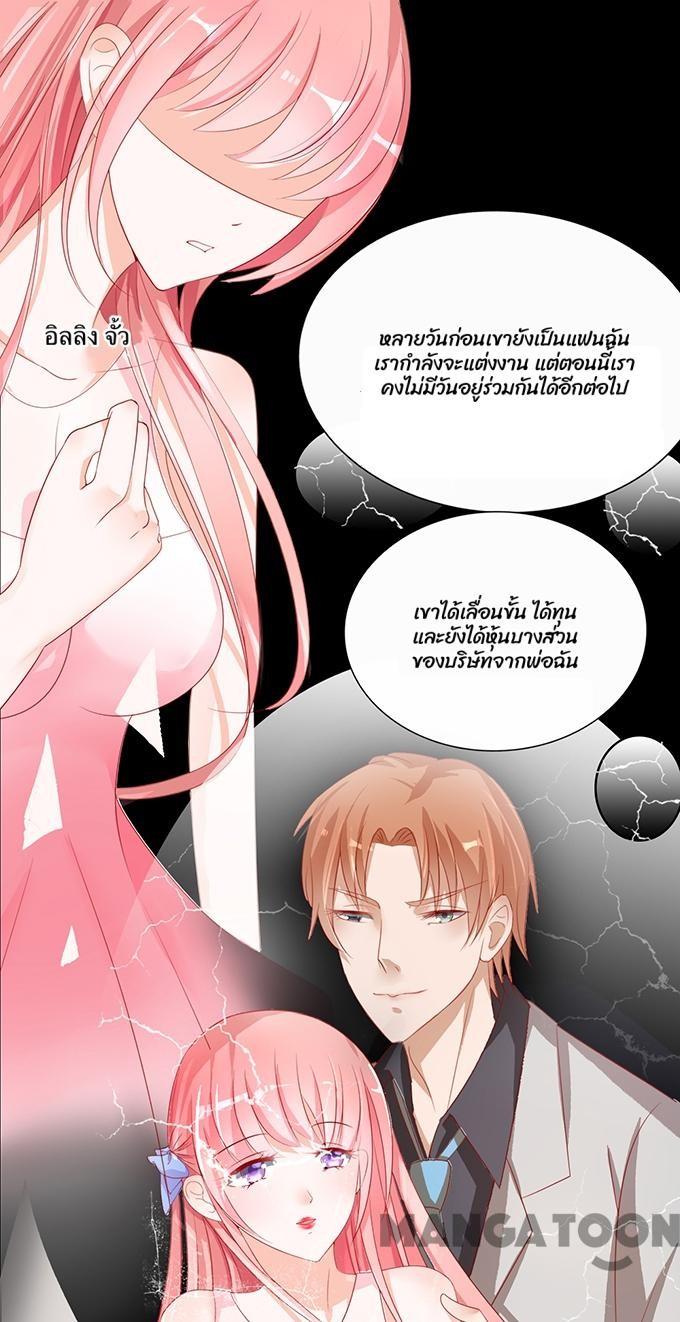 อิลลิง จั้ว
หลายวันก่อนเขายังเป็นแฟนฉัน
เรากำลังจะแต่งงาน แต่ตอนนี้เรา
คงไม่มีวันอยู่ร่วมกันได้อีกต่อไป
เขาได้เลื่อนขั้น ได้ทุน
และยังได้หุ้นบางส่วน
ของบริษัทจากพ่อฉัน
MANGATOON